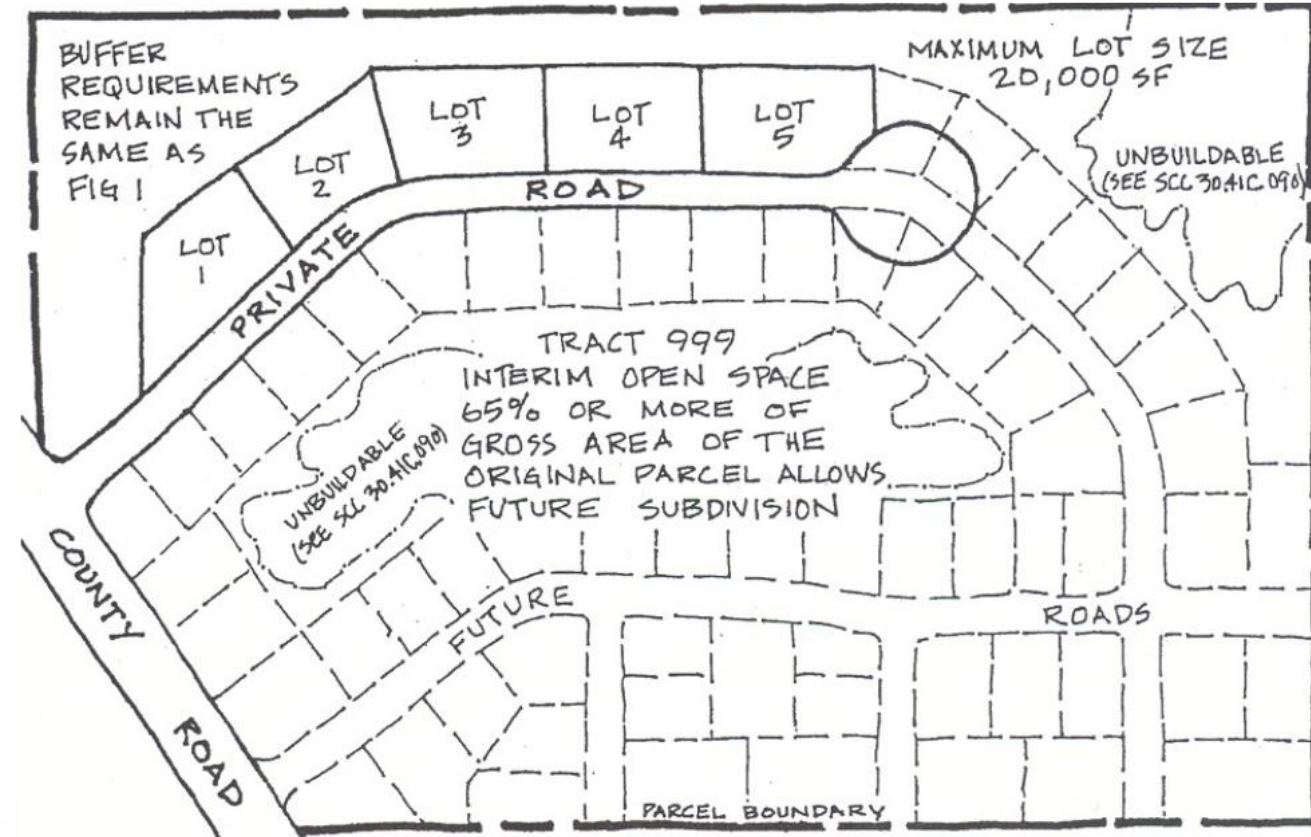 BUFFER
REQUIREMENTS
REMAIN THE
SAME AS
FIG 1
MAXIMUM LOT SIZE
20,000 SF
UNBUILDABLE
(SEE SCC 30.41C.090)
LOT
1
LOT
2
LOT
3
LOT
4
LOT
5
PRIVATE
ROAD
TRACT 999
INTERIM OPEN SPACE
65% OR MORE OF
GROSS AREA OF THE
ORIGINAL PARCEL ALLOWS
FUTURE SUBDIVISION
UNBUILDABLE
(SEE SCC 30.41C.090)
COUNTY
ROAD
FUTURE
ROADS
PARCEL BOUNDARY